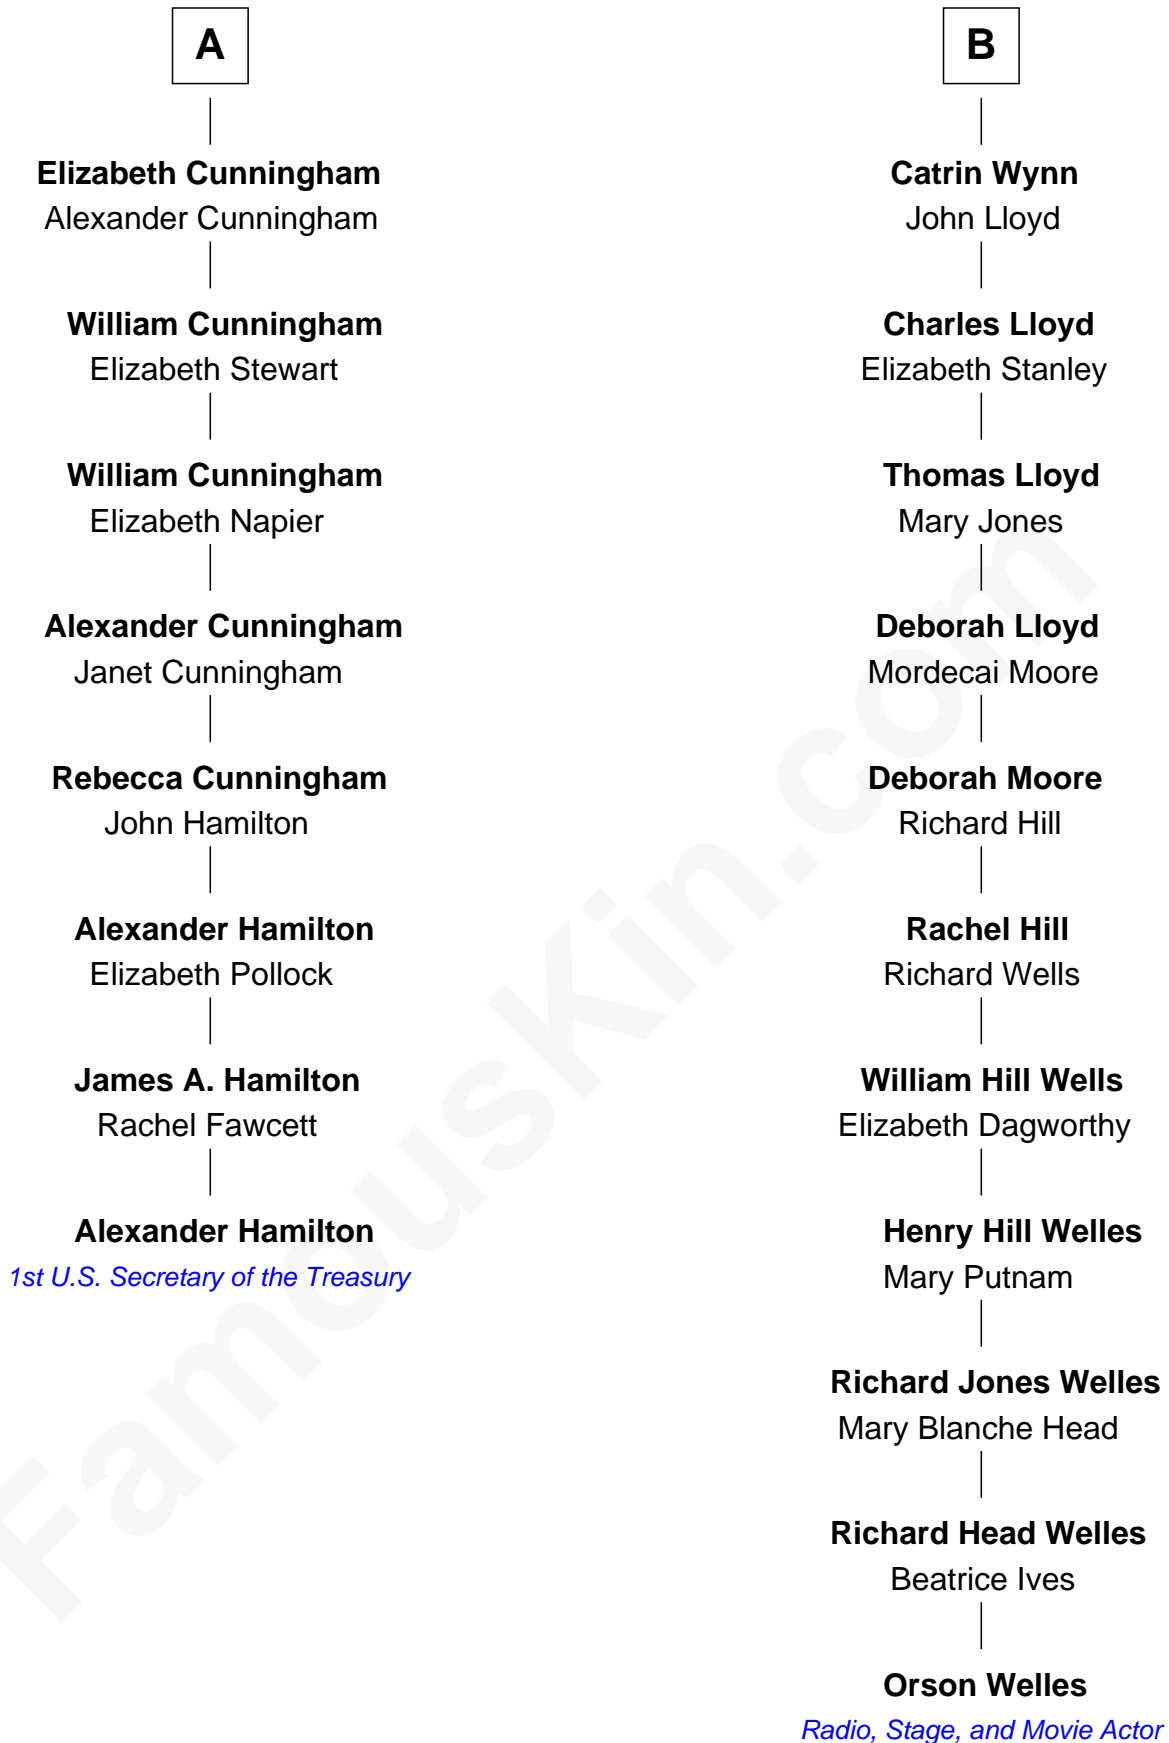 A
Elizabeth Cunningham
Alexander Cunningham
William Cunningham
Elizabeth Stewart
William Cunningham
Elizabeth Napier
Alexander Cunningham
Janet Cunningham
Rebecca Cunningham
John Hamilton
Alexander Hamilton
Elizabeth Pollock
James A. Hamilton
Rachel Fawcett
Alexander Hamilton
1st U.S. Secretary of the Treasury
B
Catrin Wynn
John Lloyd
Charles Lloyd
Elizabeth Stanley
Thomas Lloyd
Mary Jones
Deborah Lloyd
Mordecai Moore
Deborah Moore
Richard Hill
Rachel Hill
Richard Wells
William Hill Wells
Elizabeth Dagworthy
Henry Hill Welles
Mary Putnam
Richard Jones Welles
Mary Blanche Head
Richard Head Welles
Beatrice Ives
Orson Welles
Radio, Stage, and Movie Actor
FamousKin.com